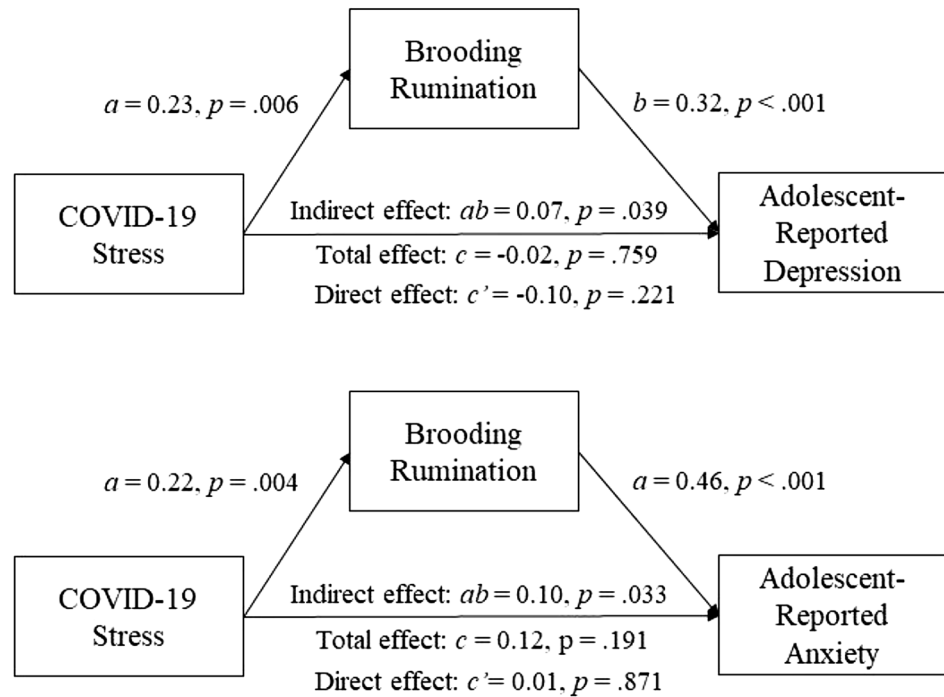 Brooding
Rumination
a = 0.23, p = .006
b = 0.32, p < .001
COVID-19
Stress
Indirect effect: ab = 0.07, p = .039
Total effect: c = -0.02, p = .759
Direct effect: c’= -0.10, p = .221
Adolescent-
Reported
Depression
Brooding
Rumination
a = 0.22, p = .004
a = 0.46, p < .001
COVID-19
Stress
Indirect effect: ab = 0.10, p = .033
Total effect: c = 0.12, p = .191
Direct effect: c’= 0.01, p = .871
Adolescent-
Reported
Anxiety